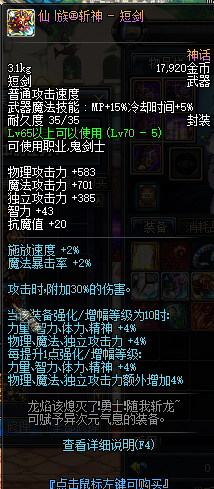 仙|族®斩神 - 短剑
神话
3.1kg
17,920金币
短剑
武器
普通攻击速度
武器魔法技能：MP+15%冷却时间+5%
耐久度 35/35
封装
Lv65以上可以使用 (Lv70 - 5)
可使用职业,鬼剑士
物理攻击力 +583
魔法攻击力 +701
独立攻击力 +385
智力 +43
抗魔值 +20
施放速度 +2%
魔法暴击率 +2%
攻击时,附加30%的伤害。
当该装备强化/增幅等级为10时:
力量、智力、体力、精神 +4%
物理、魔法、独立攻击力 +4%
每提升1点强化/增幅等级:
力量、智力、体力、精神 +4%
物理、魔法、独立攻击力额外增加4%
龙焰该熄灭了!勇士!随我斩龙~
可赋予异次元气息的装备。
查看详细说明(F4)
『点击鼠标左键可购买』
装备
消耗